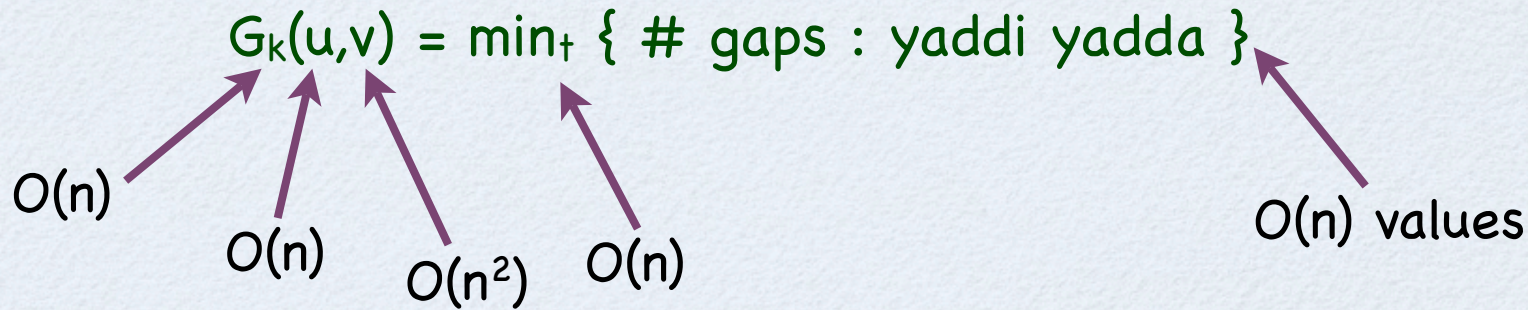 Gₖ(u,v) = minₜ { # gaps : yaddi yadda }
O(n)
O(n)
O(n²)
O(n)
O(n) values